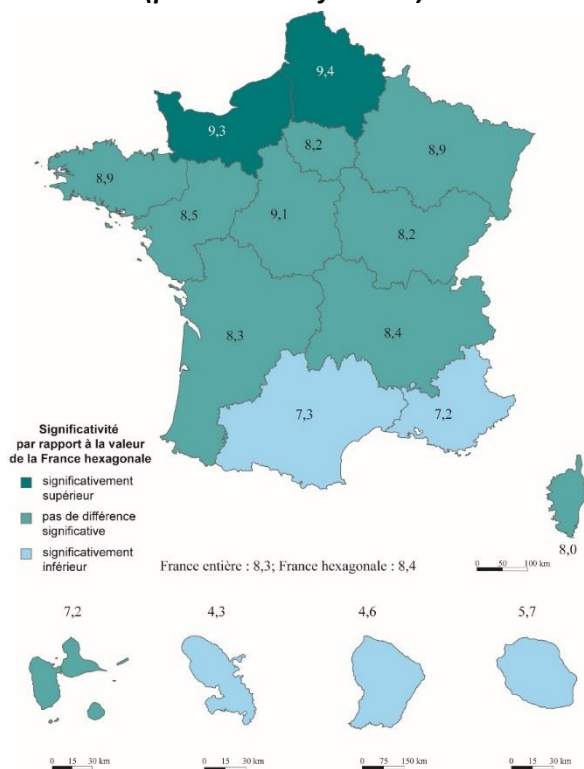 9,4
9,3
8,2
8,9
8,9
8,5
9,1
8,2
8,3
8,4
7,3
7,2
Significativité
par rapport à la valeur
de la France hexagonale
significativement
supérieur
pas de différence
significative
significativement
inférieur
8,0
0 50 100 km
France entière : 8,3; France hexagonale : 8,4
7,2
4,3
4,6
5,7
0 15 30 km
0 15 30 km
0 75 150 km
0 15 30 km